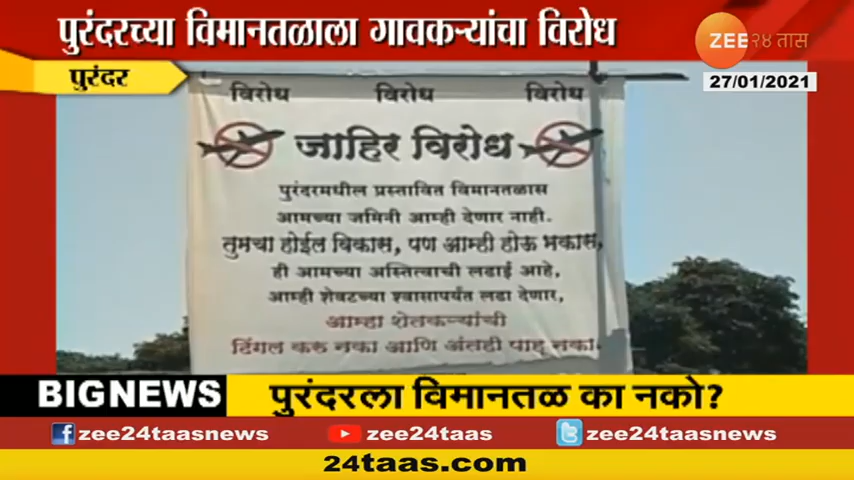 पुरंदरच्या विमानतळाला गावकऱ्यांचा विरोध
ZEE २४ तास
27/01/2021
पुरंदर
विरोध विरोध विरोध
जाहिर विरोध
पुरंदरमधील प्रस्तावित विमानतळास
आमच्या जमिनी आम्ही देणार नाही.
तुमचा होईल विकास, पण आम्ही होऊ भकास,
ही आमच्या अस्तित्वाची लढाई आहे,
आम्ही शेवटच्या श्वासापर्यंत लढा देणार,
आम्हा शेतकऱ्यांची
टिंगल करु नका आणि अंतही पाहू नका.
BIGNEWS
पुरंदरला विमानतळ का नको?
zee24taasnews zee24taas zee24taasnews
24taas.com